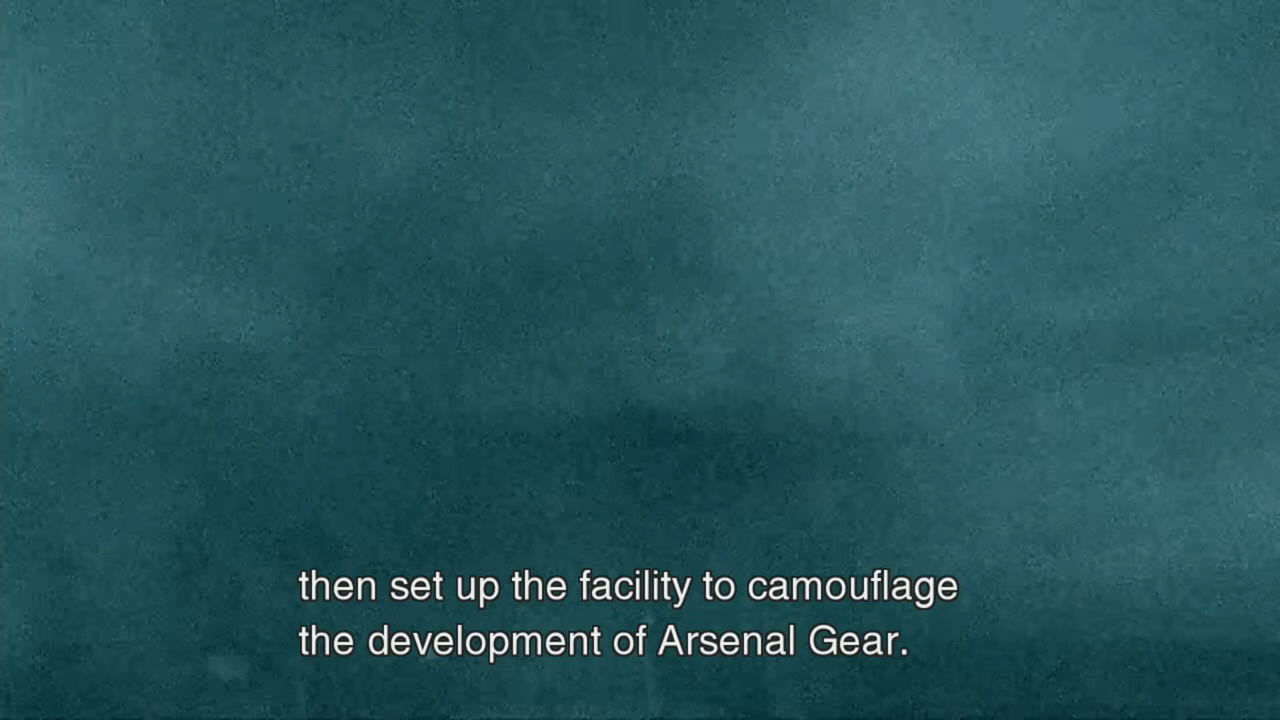 then set up the facility to camouflage
the development of Arsenal Gear.